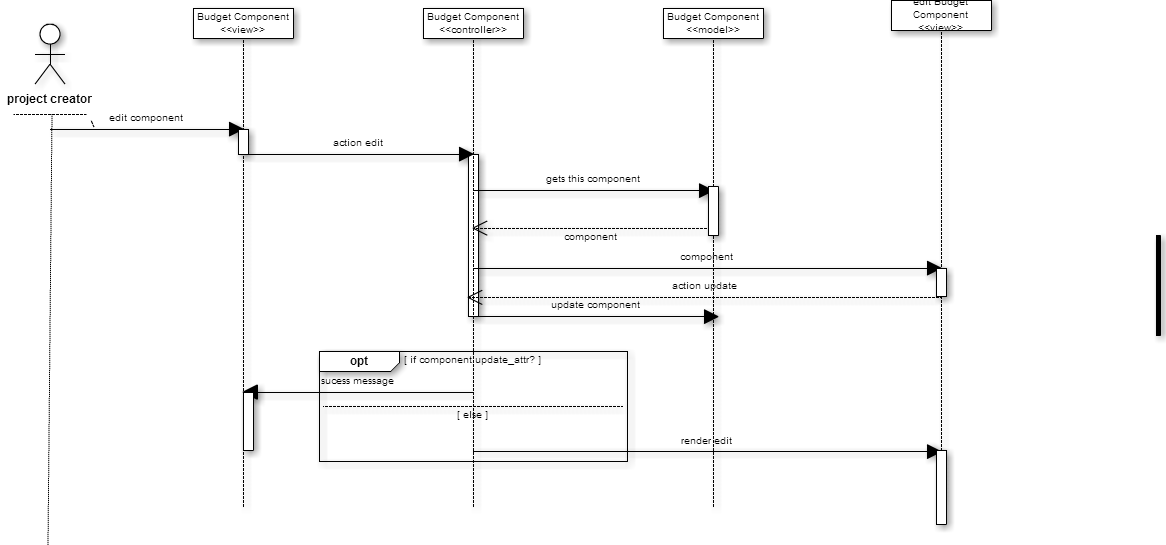 Budget Component
<<view>>
Budget Component
<<controller>>
Budget Component
<<model>>
edit Budget
Component
<<view>>
project creator
edit component
action edit
gets this component
component
component
action update
update component
opt
[ if component.update_attr? ]
sucess message
[ else ]
render edit